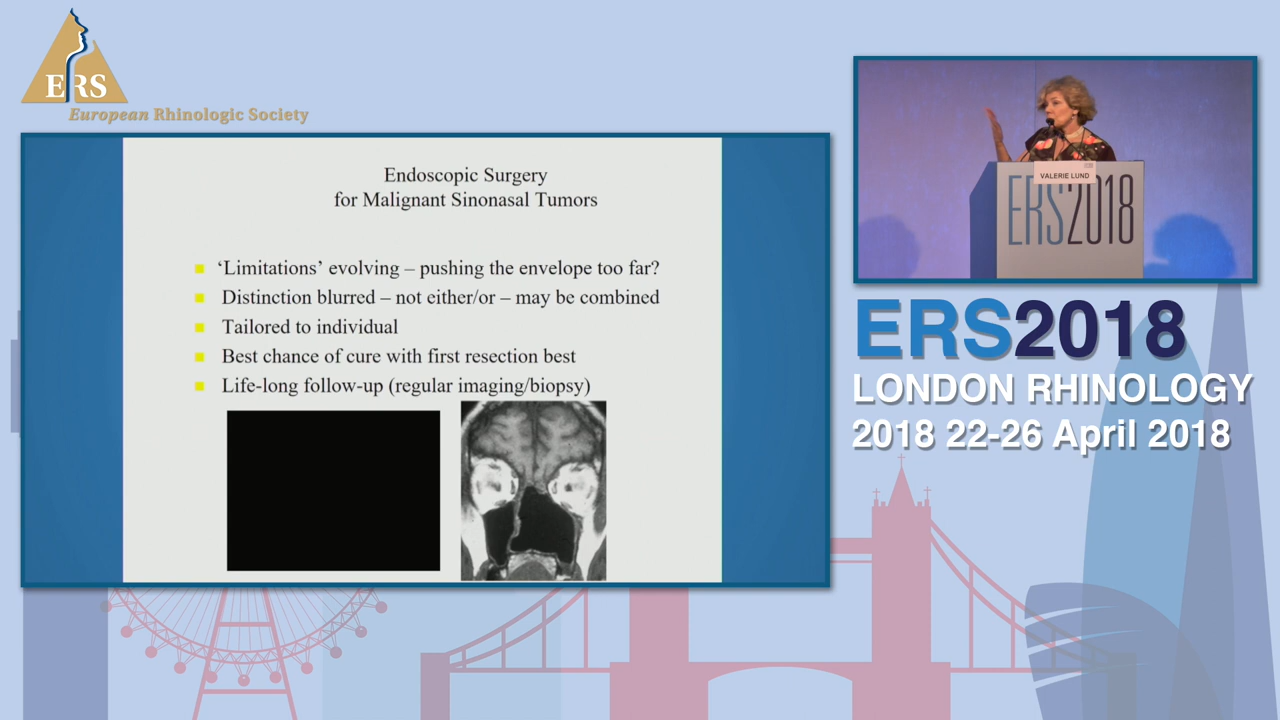 ERS
European Rhinologic Society
Endoscopic Surgery
for Malignant Sinonasal Tumors
‘Limitations’ evolving – pushing the envelope too far?
Distinction blurred – not either/or – may be combined
Tailored to individual
Best chance of cure with first resection best
Life-long follow-up (regular imaging/biopsy)
VALERIE LUND
ERS2018
ERS2018
LONDON RHINOLOGY
2018 22-26 April 2018